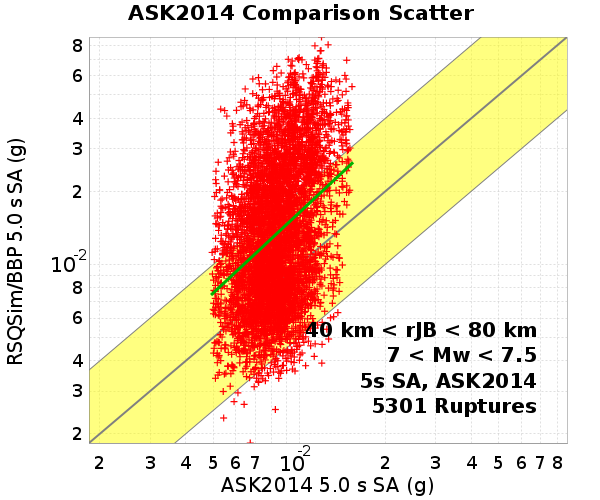 ASK2014 Comparison Scatter
RSQSim/BBP 5.0 s SA (g)
8
6
4
3
2
10-2
8
6
4
3
2
40 km < rJB < 80 km
7 < Mw < 7.5
5s SA, ASK2014
5301 Ruptures
2 3 4 5 6 7 10-2 2 3 4 5 6 7 8
ASK2014 5.0 s SA (g)